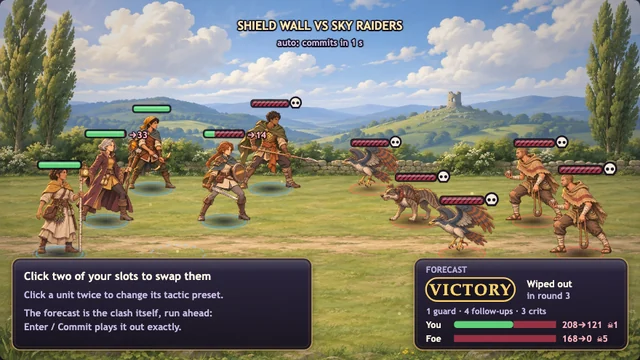 SHIELD WALL VS SKY RAIDERS
auto: commits in 1 s
→33
→14
Click two of your slots to swap them
Click a unit twice to change its tactic preset.
The forecast is the clash itself, run ahead:
Enter / Commit plays it out exactly.
FORECAST
VICTORY
Wiped out
in round 3
1 guard · 4 follow-ups · 3 crits
You 208→121 ☠1
Foe 168→0 ☠5